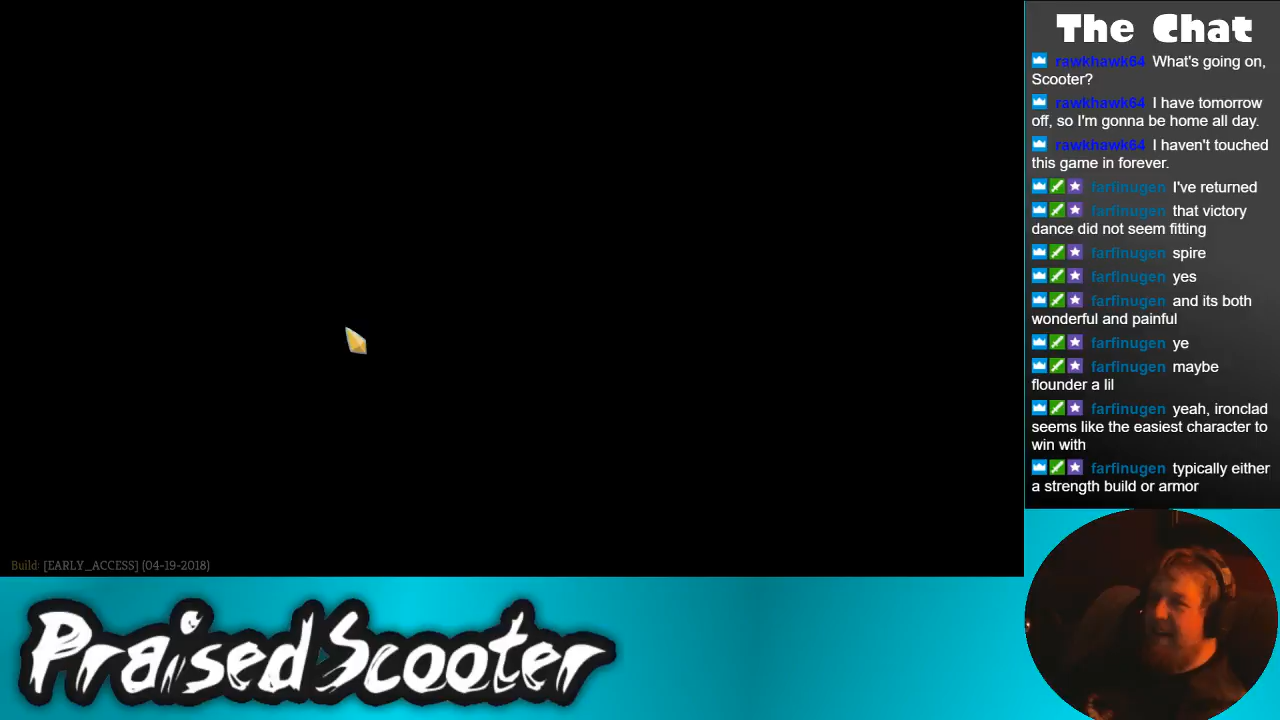 The Chat
rawkhawk64 What's going on,
Scooter?
rawkhawk64 I have tomorrow
off, so I'm gonna be home all day.
rawkhawk64 I haven't touched
this game in forever.
farfinugen I've returned
farfinugen that victory
dance did not seem fitting
farfinugen spire
farfinugen yes
farfinugen and its both
wonderful and painful
farfinugen ye
farfinugen maybe
flounder a lil
farfinugen yeah, ironclad
seems like the easiest character to
win with
farfinugen typically either
a strength build or armor
Build: [EARLY_ACCESS] (04-19-2018)
PraisedScooter